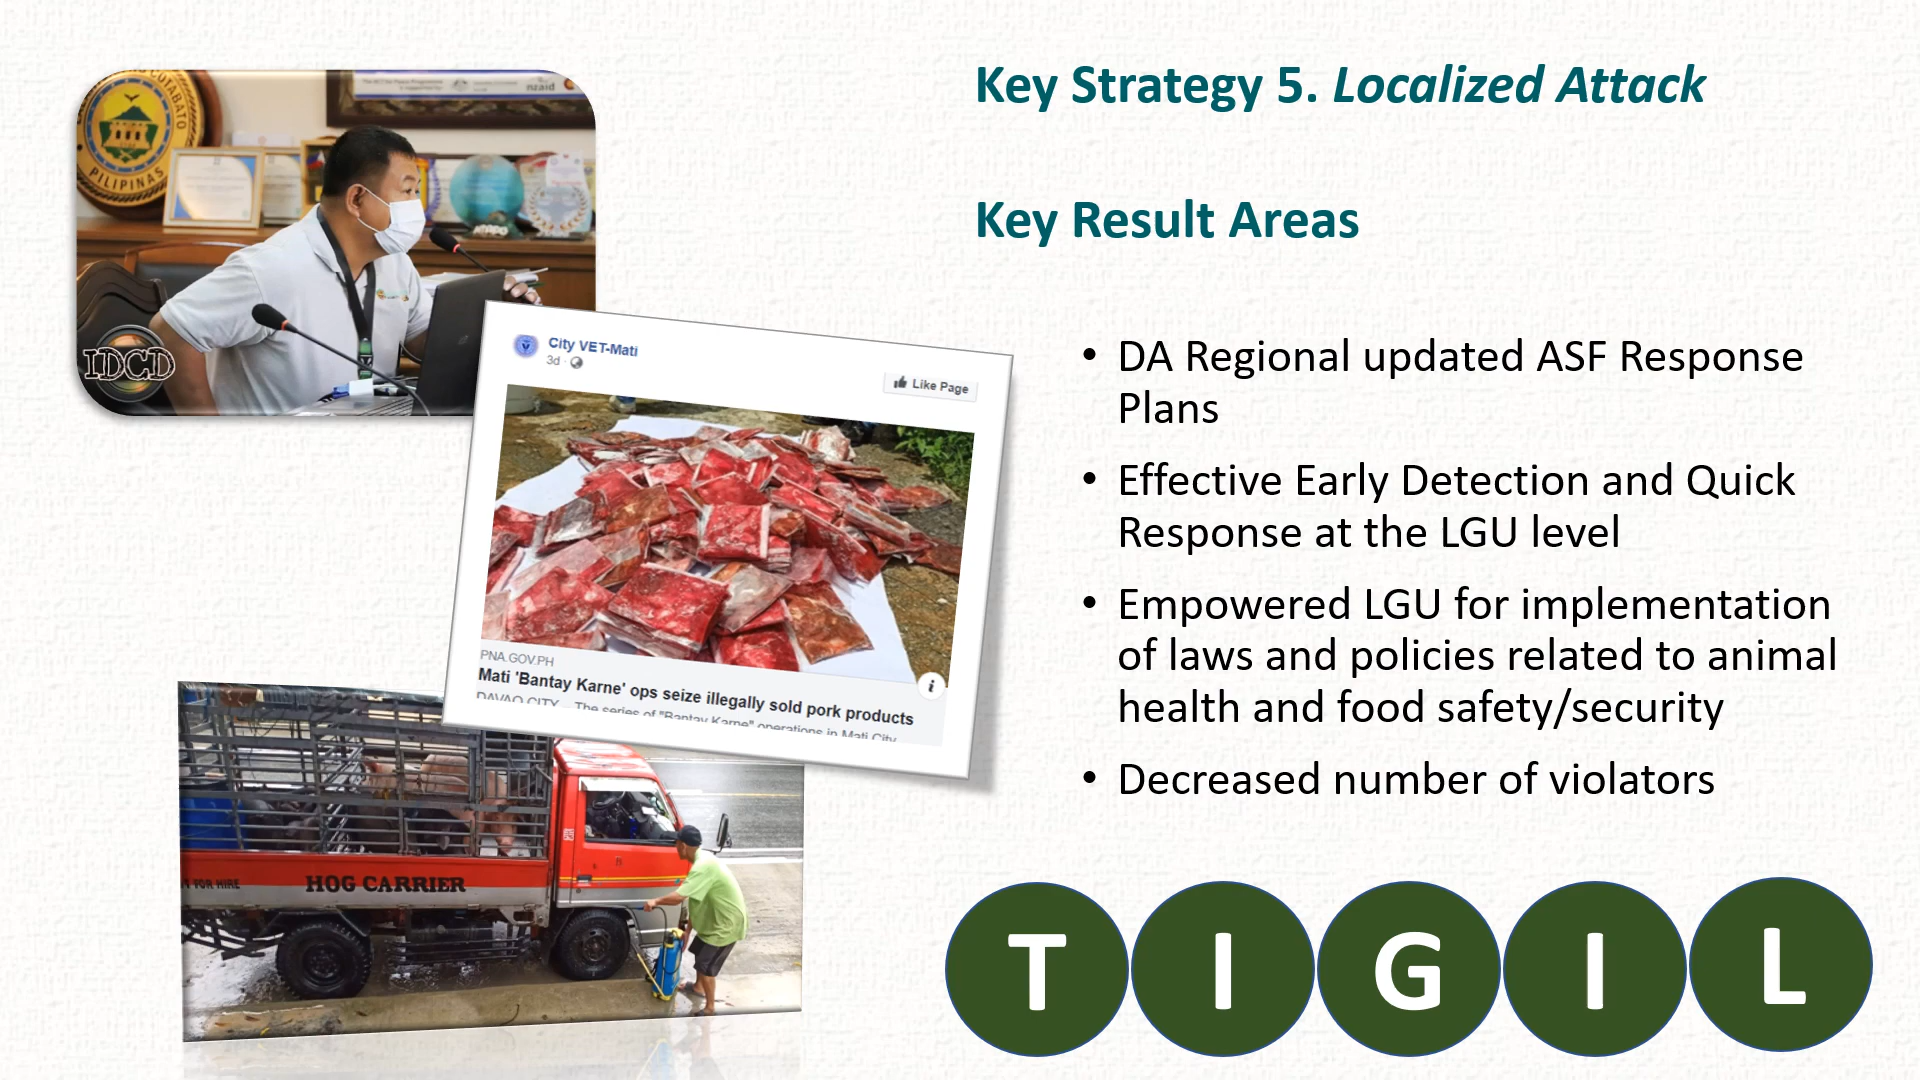 Key Strategy 5. Localized Attack
Key Result Areas
• DA Regional updated ASF Response
Plans
• Effective Early Detection and Quick
Response at the LGU level
• Empowered LGU for implementation
of laws and policies related to animal
health and food safety/security
• Decreased number of violators
T I G I L
COTABATO
PILIPINAS
nzaid
IDCD
City VET-Mati
3d
Like Page
PNA.GOV.PH
Mati 'Bantay Karne' ops seize illegally sold pork products
DAVAO CITY -- The series of "Bantay Karne" operations in Mati City
FOR HIRE
HOG CARRIER